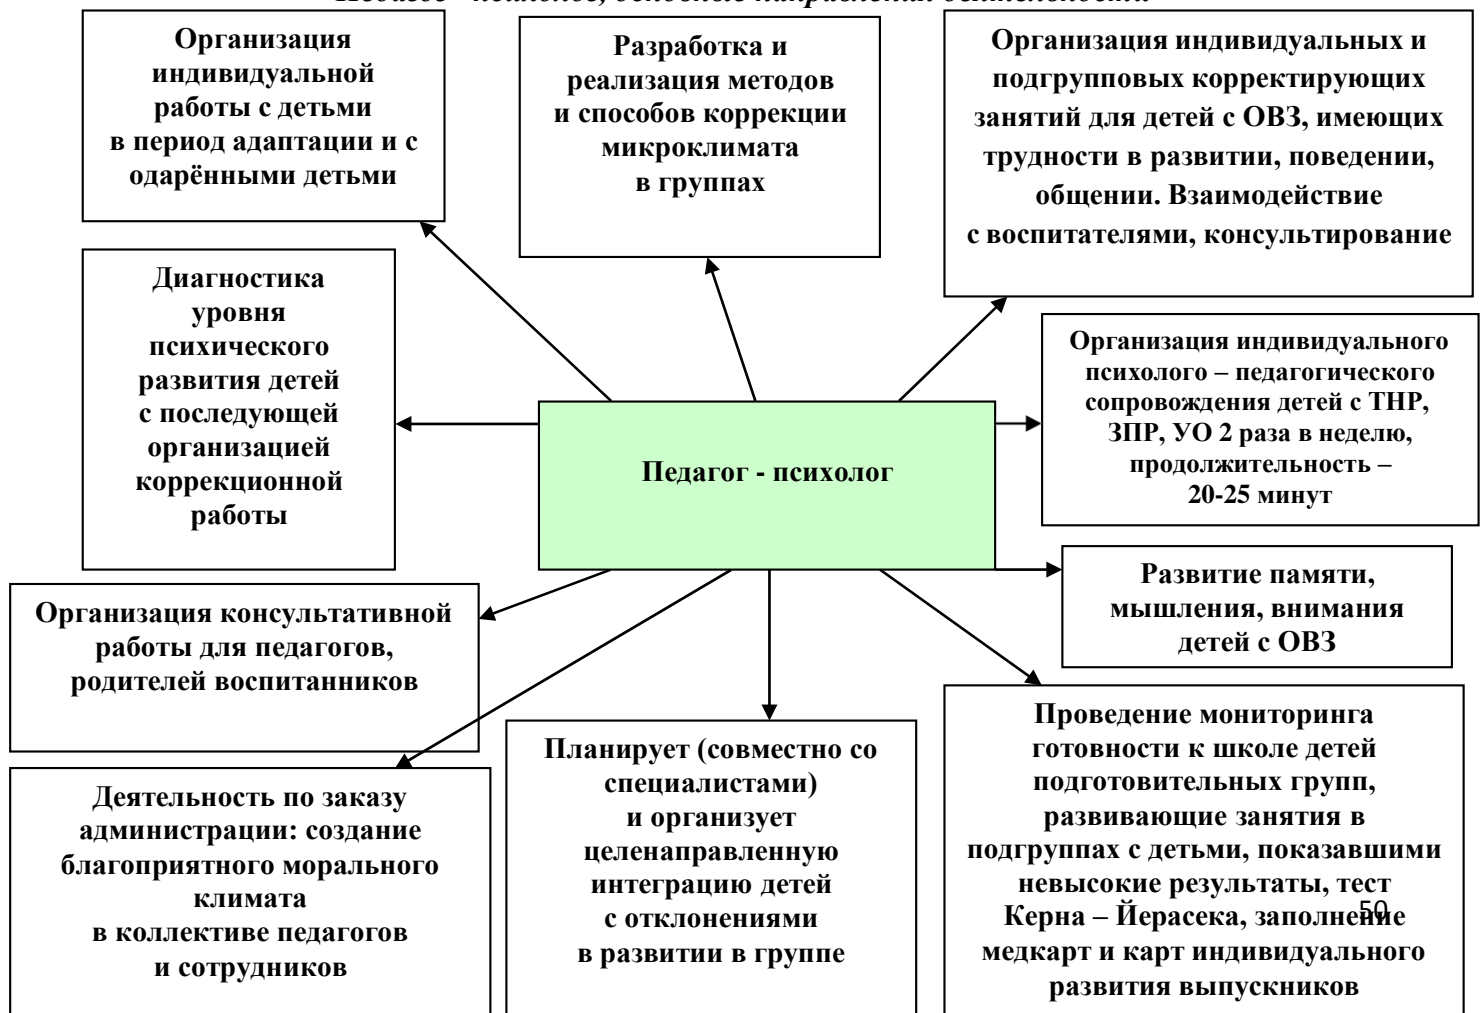 Организация
индивидуальной
работы с детьми
в период адаптации и с
одарёнными детьми
Разработка и
реализация методов
и способов коррекции
микроклимата
в группах
Организация индивидуальных и
подгрупповых корректирующих
занятий для детей с ОВЗ, имеющих
трудности в развитии, поведении,
общении. Взаимодействие
с воспитателями, консультирование
Диагностика
уровня
психического
развития детей
с последующей
организацией
коррекционной
работы
Организация индивидуального
психолого – педагогического
сопровождения детей с ТНР,
ЗПР, УО 2 раза в неделю,
продолжительность –
20-25 минут
Педагог - психолог
Развитие памяти,
мышления, внимания
детей с ОВЗ
Организация консультативной
работы для педагогов,
родителей воспитанников
Деятельность по заказу
администрации: создание
благоприятного морального
климата
в коллективе педагогов
и сотрудников
Планирует (совместно со
специалистами)
и организует
целенаправленную
интеграцию детей
с отклонениями
в развитии в группе
Проведение мониторинга
готовности к школе детей
подготовительных групп,
развивающие занятия в
подгруппах с детьми, показавшими
невысокие результаты, тест
Керна – Йерасека, заполнение
медкарт и карт индивидуального
развития выпускников
50